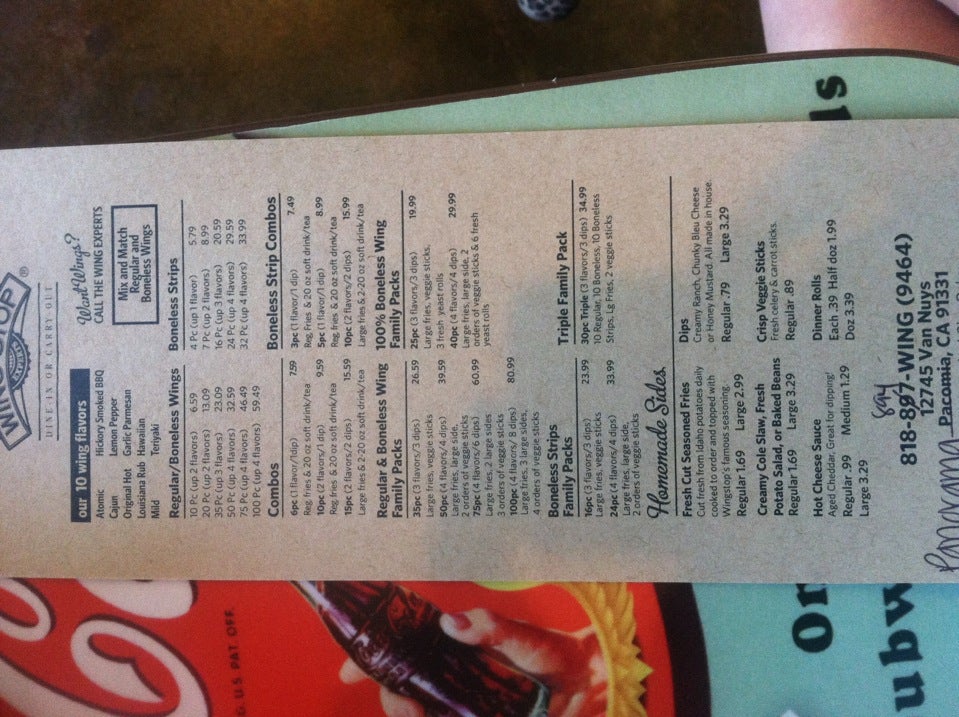 WINGSTOP®
DINE-IN OR CARRY OUT
our 10 wing flavors
Atomic Hickory Smoked BBQ
Cajun Lemon Pepper
Original Hot Garlic Parmesan
Louisiana Rub Hawaiian
Mild Teriyaki
Want Wings?
CALL THE WING EXPERTS
Mix and Match
Regular and
Boneless Wings
Regular/Boneless Wings
10 Pc (up 2 flavors) 6.59
20 Pc (up 2 flavors) 13.09
35 Pc (up 3 flavors) 23.09
50 Pc (up 4 flavors) 32.59
75 Pc (up 4 flavors) 46.49
100 Pc (up 4 flavors) 59.49
Boneless Strips
4 Pc (up 1 flavor) 5.79
7 Pc (up 2 flavors) 8.99
16 Pc (up 3 flavors) 20.59
24 Pc (up 4 flavors) 29.59
32 Pc (up 4 flavors) 33.99
Combos
6pc (1 flavor/1dip) 7.59
Reg fries & 20 oz soft drink/tea
10pc (2 flavors/1 dip) 9.59
Reg. fries & 20 oz soft drink/tea
15pc (2 flavors/2 dips) 15.59
Large fries & 2-20 oz soft drink/tea
Boneless Strip Combos
3pc (1 flavor/1 dip) 7.49
Reg Fries & 20 oz soft drink/tea
5pc (1 flavor/1 dip) 8.99
Reg. fries & 20 oz soft drink/tea
10pc (2 flavors/2 dips) 15.99
Large fries & 2-20 oz soft drink/tea
Regular & Boneless Wing
Family Packs
35pc (3 flavors/3 dips) 26.59
Large fries, veggie sticks
50pc (4 flavors/4 dips) 39.59
Large fries, large side,
2 orders of veggie sticks
75pc (4 flavors/6 dips) 60.99
Large fries, 2 large sides
3 orders of veggie sticks
100pc (4 flavors/ 8 dips) 80.99
Large fries, 3 large sides,
4 orders of veggie sticks
100% Boneless Wing
Family Packs
25pc (3 flavors/3 dips) 19.99
Large fries, veggie sticks,
3 fresh yeast rolls
40pc (4 flavors/4 dips) 29.99
Large fries, large side, 2
orders of veggie sticks & 6 fresh
yeast rolls
Boneless Strips
Family Packs
16pc (3 flavors/3 dips) 23.99
Large fries, veggie sticks
24pc (4 flavors/4 dips) 33.99
Large fries, large side,
2 orders of veggie sticks
Triple Family Pack
30pc Triple (3 flavors/3 dips) 34.99
10 Regular, 10 Boneless, 10 Boneless
Strips, Lg Fries, 2 veggie sticks
Homemade Sides
Fresh Cut Seasoned Fries
Cut fresh from Idaho potatoes daily
cooked to order and topped with
Wingstop's famous seasoning
Regular 1.69 Large 2.99
Creamy Cole Slaw, Fresh
Potato Salad, or Baked Beans
Regular 1.69 Large 3.29
Hot Cheese Sauce
Aged Cheddar, Great for dipping!
Regular .99 Medium 1.29
Large 3.29
Dips
Creamy Ranch, Chunky Bleu Cheese
or Honey Mustard. All made in house.
Regular .79 Large 3.29
Crisp Veggie Sticks
Fresh celery & carrot sticks
Regular .89
Dinner Rolls
Each .39 Half doz 1.99
Doz 3.39
818-897-WING (9464)
12745 Van Nuys
Pacomia, CA 91331
Panarama
U.S PAT OFF.
Or
ubw
us